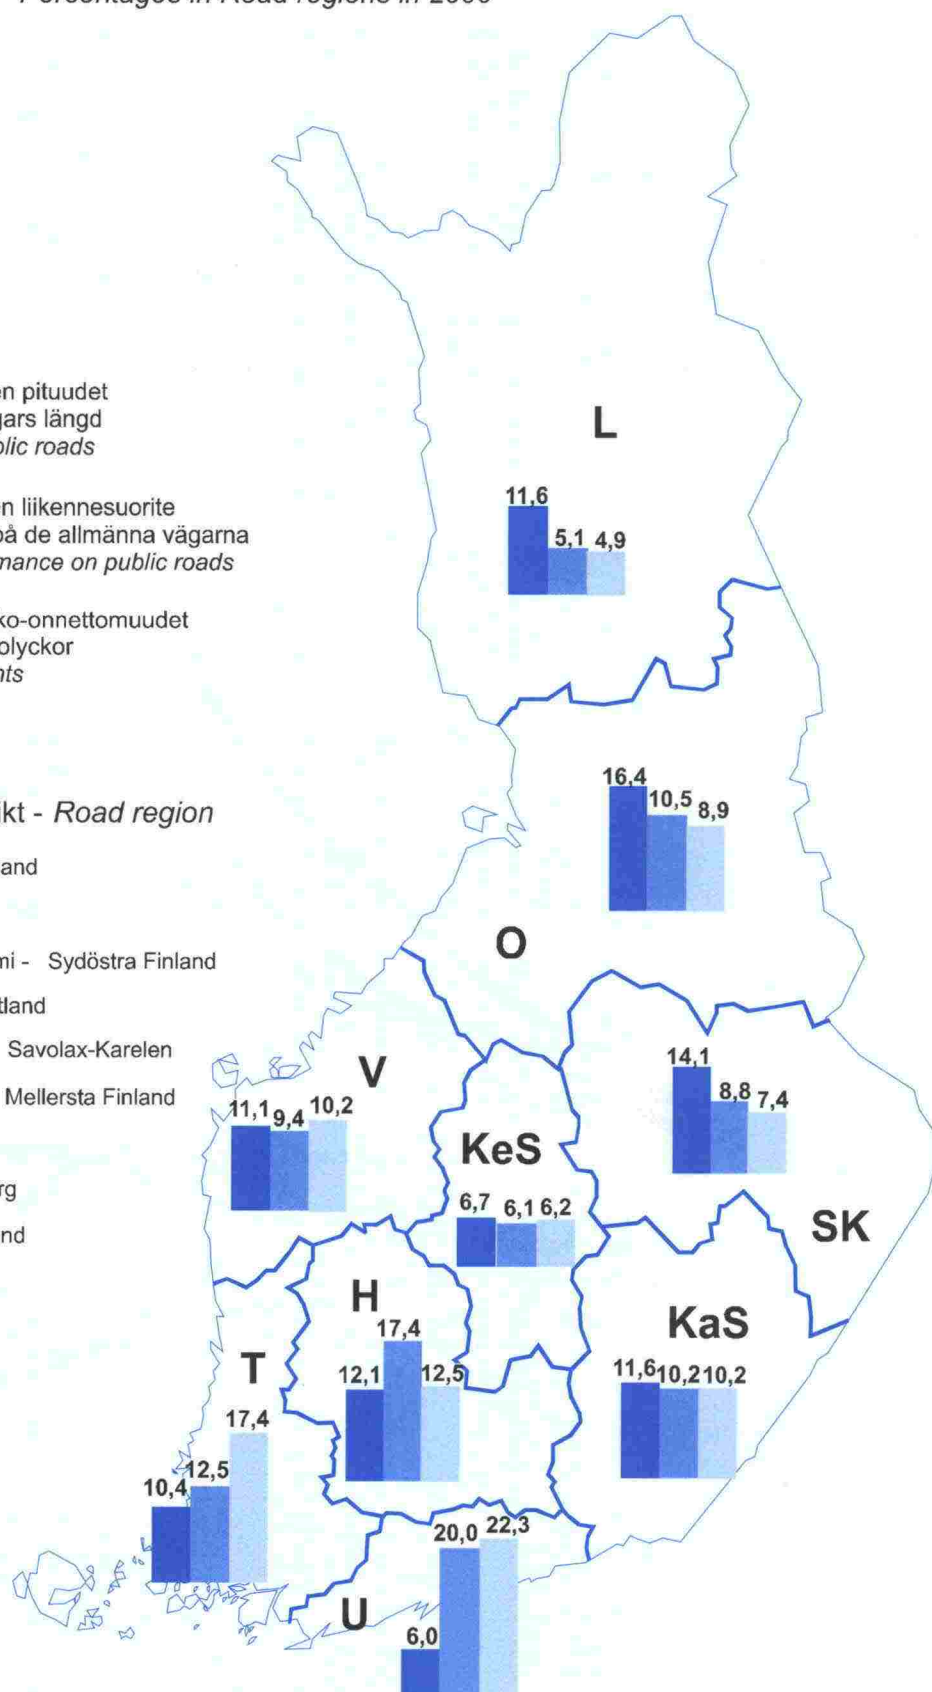 Percentages in Road regions in
en pituudet
gars längd
blic roads
en liikennesuorite
på de allmänna vägarna
mance on public roads
ko-onnettomuudet
olyckor
nts
ikt - Road region
land
mi - Sydöstra Finland
tland
Savolax-Karelen
Mellersta Finland
rg
nd
L
11,6
5,1 4,9
16,4
10,5
8,9
O
V
11,1 9,4 10,2
KeS
6,7 6,1 6,2
14,1
8,8 7,4
SK
H
17,4
12,1 12,5
KaS
11,6 10,2 10,2
T
17,4
12,5
10,4
U
20,0 22,3
6,0